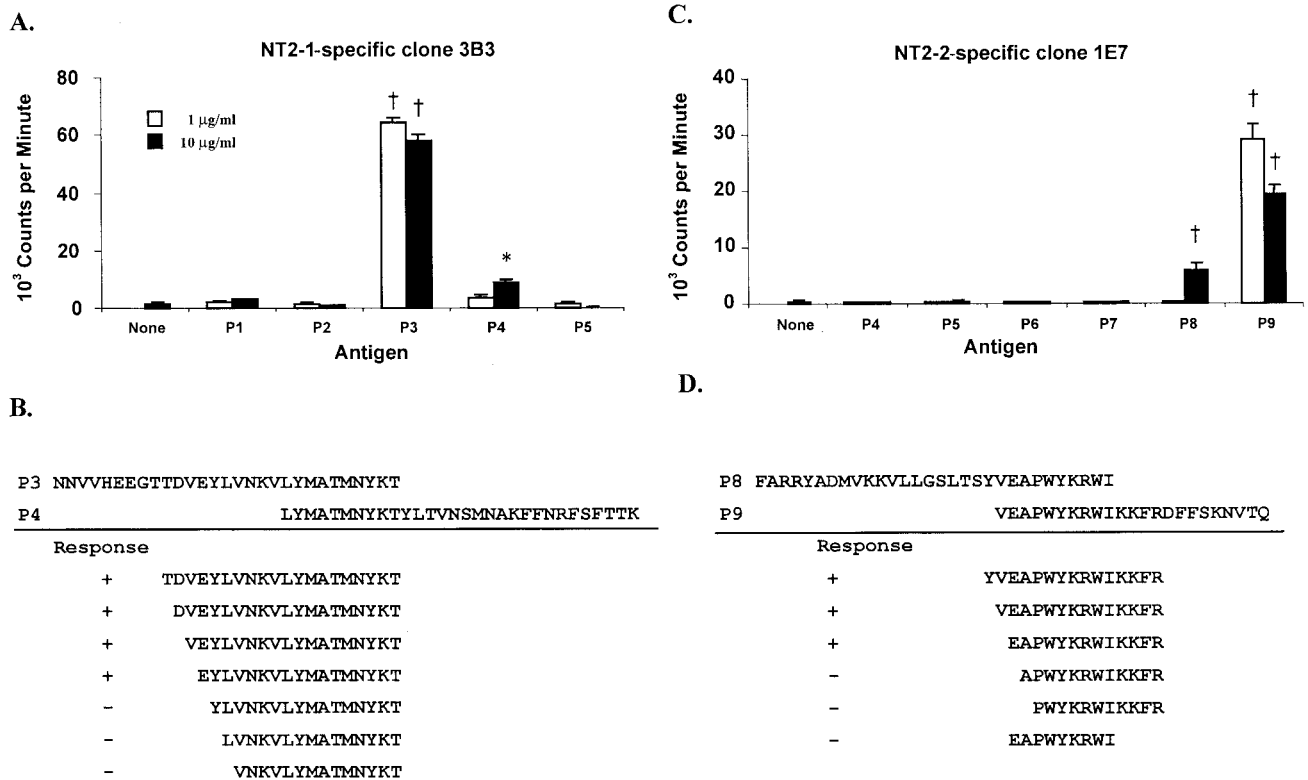 A.
NT2-1-specific clone 3B3
10³ Counts per Minute
80
60
40
20
0
1 µg/ml
10 µg/ml
† †
*
None P1 P2 P3 P4 P5
Antigen
C.
NT2-2-specific clone 1E7
10³ Counts per Minute
40
30
20
10
0
†
†
†
None P4 P5 P6 P7 P8 P9
Antigen
B.
P3 NNVVHEEGTTDVEYLVNKVLYMATMNYKT
P4 LYMATMNYKTYLTVNSMNAKFFNRFSFTTK
Response
+ TDVEYLVNKVLYMATMNYKT
+ DVEYLVNKVLYMATMNYKT
+ VEYLVNKVLYMATMNYKT
+ EYLVNKVLYMATMNYKT
- YLVNKVLYMATMNYKT
- LVNKVLYMATMNYKT
- VNKVLYMATMNYKT
D.
P8 FARRYADMVKKVLLGSLTSYVEAPWYKRWI
P9 VEAPWYKRWIKKFRDFFSKNVTQ
Response
+ YVEAPWYKRWIKKFR
+ VEAPWYKRWIKKFR
+ EAPWYKRWIKKFR
- APWYKRWIKKFR
- PWYKRWIKKFR
- EAPWYKRWI